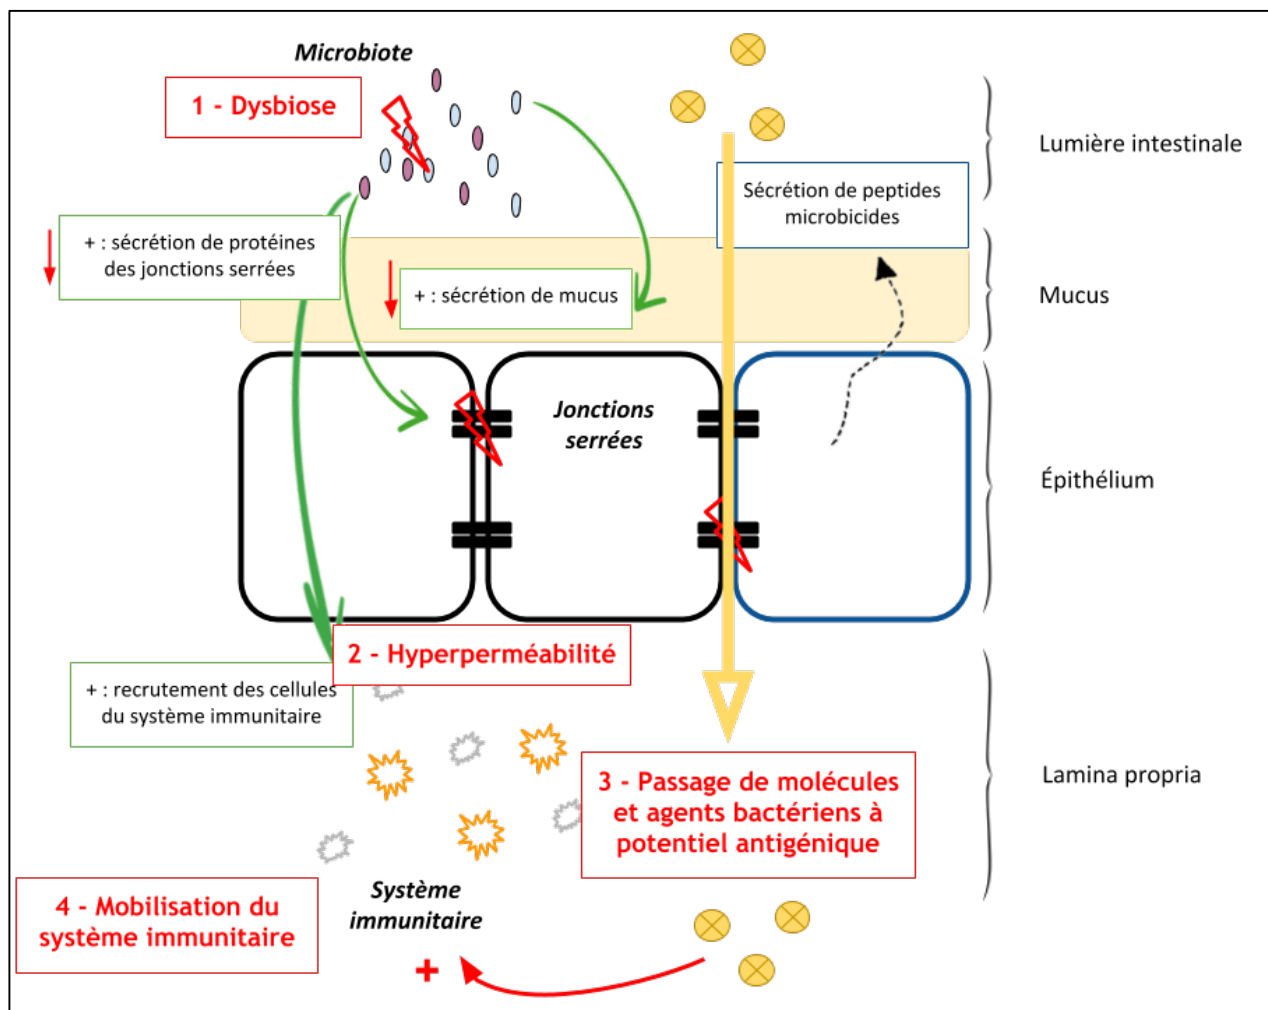 Microbiote
1 - Dysbiose
Lumière intestinale
Sécrétion de peptides
microbicides
+ : sécrétion de protéines
des jonctions serrées
+ : sécrétion de mucus
Mucus
Jonctions
serrées
Épithélium
2 - Hyperperméabilité
+ : recrutement des cellules
du système immunitaire
3 - Passage de molécules
et agents bactériens à
potentiel antigénique
Lamina propria
4 - Mobilisation du
système immunitaire
Système
immunitaire
+